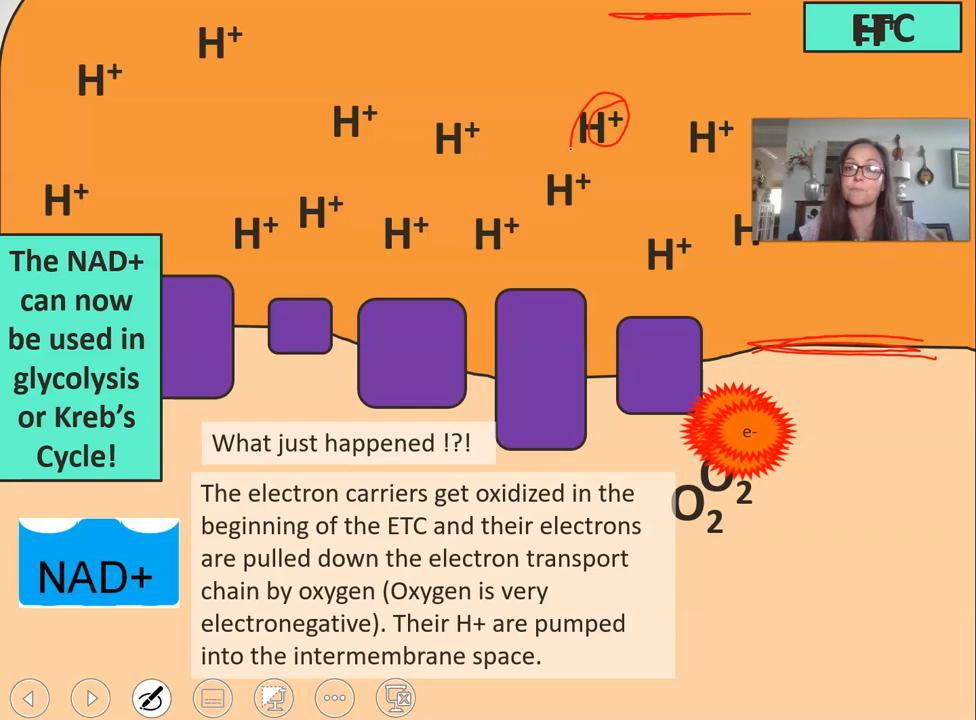 H+
H+
H+
H+
H+
H+
H+
H+
H+
H+
H+
H+
H+
H
The NAD+
can now
be used in
glycolysis
or Kreb’s
Cycle!
What just happened !?!
e-
O2
O2
The electron carriers get oxidized in the
beginning of the ETC and their electrons
are pulled down the electron transport
chain by oxygen (Oxygen is very
electronegative). Their H+ are pumped
into the intermembrane space.
NAD+